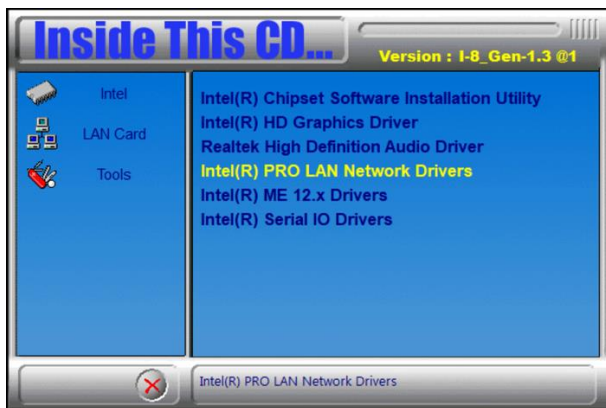 Inside This CD...
Version : I-8_Gen-1.3 @1
Intel
LAN Card
Tools
Intel(R) Chipset Software Installation Utility
Intel(R) HD Graphics Driver
Realtek High Definition Audio Driver
Intel(R) PRO LAN Network Drivers
Intel(R) ME 12.x Drivers
Intel(R) Serial IO Drivers
Intel(R) PRO LAN Network Drivers